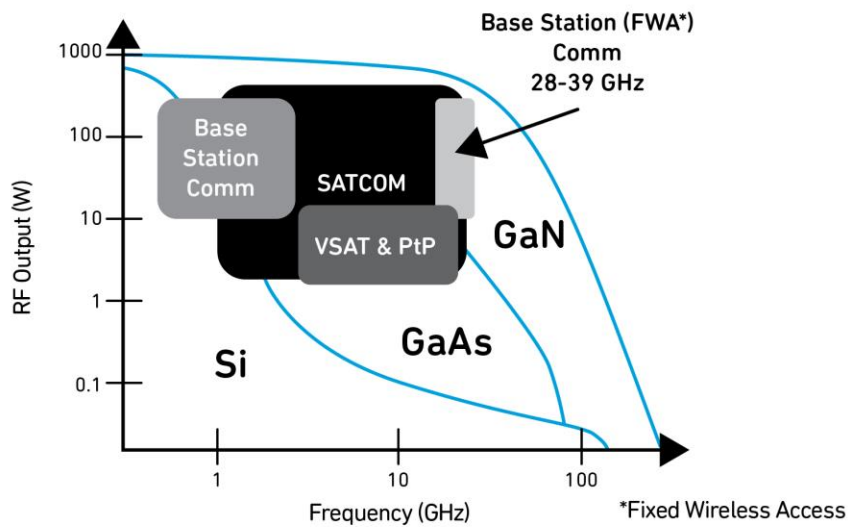 Base Station (FWA*)
Comm
28-39 GHz
1000
100
10
1
0.1
RF Output (W)
Base
Station
Comm
SATCOM
VSAT & PtP
GaN
GaAs
Si
1
10
100
Frequency (GHz)
*Fixed Wireless Access